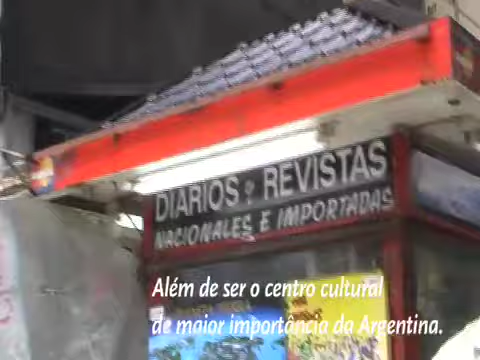 DIARIOS y REVISTAS
NACIONALES E IMPORTADAS
Além de ser o centro cultural
de maior importância da Argentina.